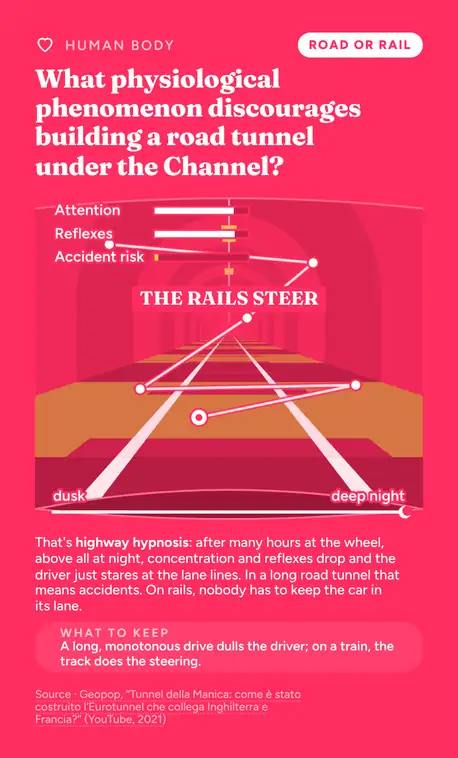 HUMAN BODY
ROAD OR RAIL
What physiological
phenomenon discourages
building a road tunnel
under the Channel?
Attention
Reflexes
Accident risk
THE RAILS STEER
dusk
deep night
That's highway hypnosis: after many hours at the wheel,
above all at night, concentration and reflexes drop and the
driver just stares at the lane lines. In a long road tunnel that
means accidents. On rails, nobody has to keep the car in
its lane.
WHAT TO KEEP
A long, monotonous drive dulls the driver; on a train, the
track does the steering.
Source · Geopop, "Tunnel della Manica: come è stato
costruito l'Eurotunnel che collega Inghilterra e
Francia?" (YouTube, 2021)